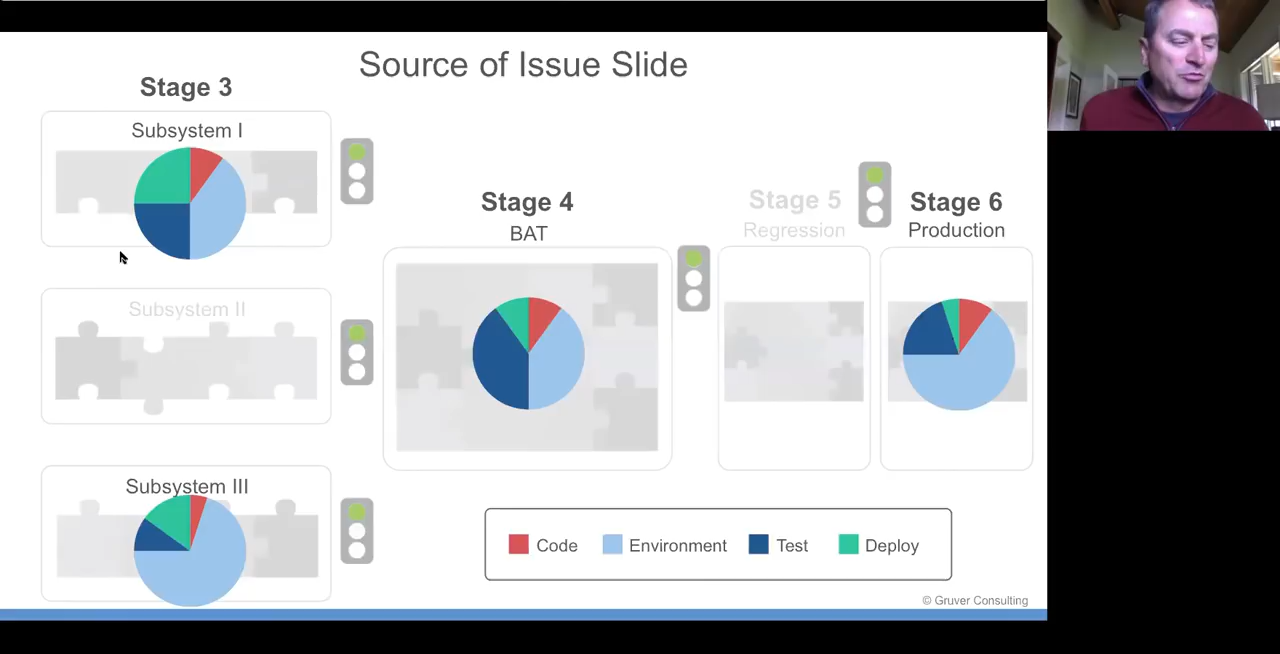 Source of Issue Slide
Stage 3
Subsystem I
Subsystem II
Subsystem III
Stage 4
BAT
Stage 5
Regression
Stage 6
Production
Code
Environment
Test
Deploy
© Gruver Consulting